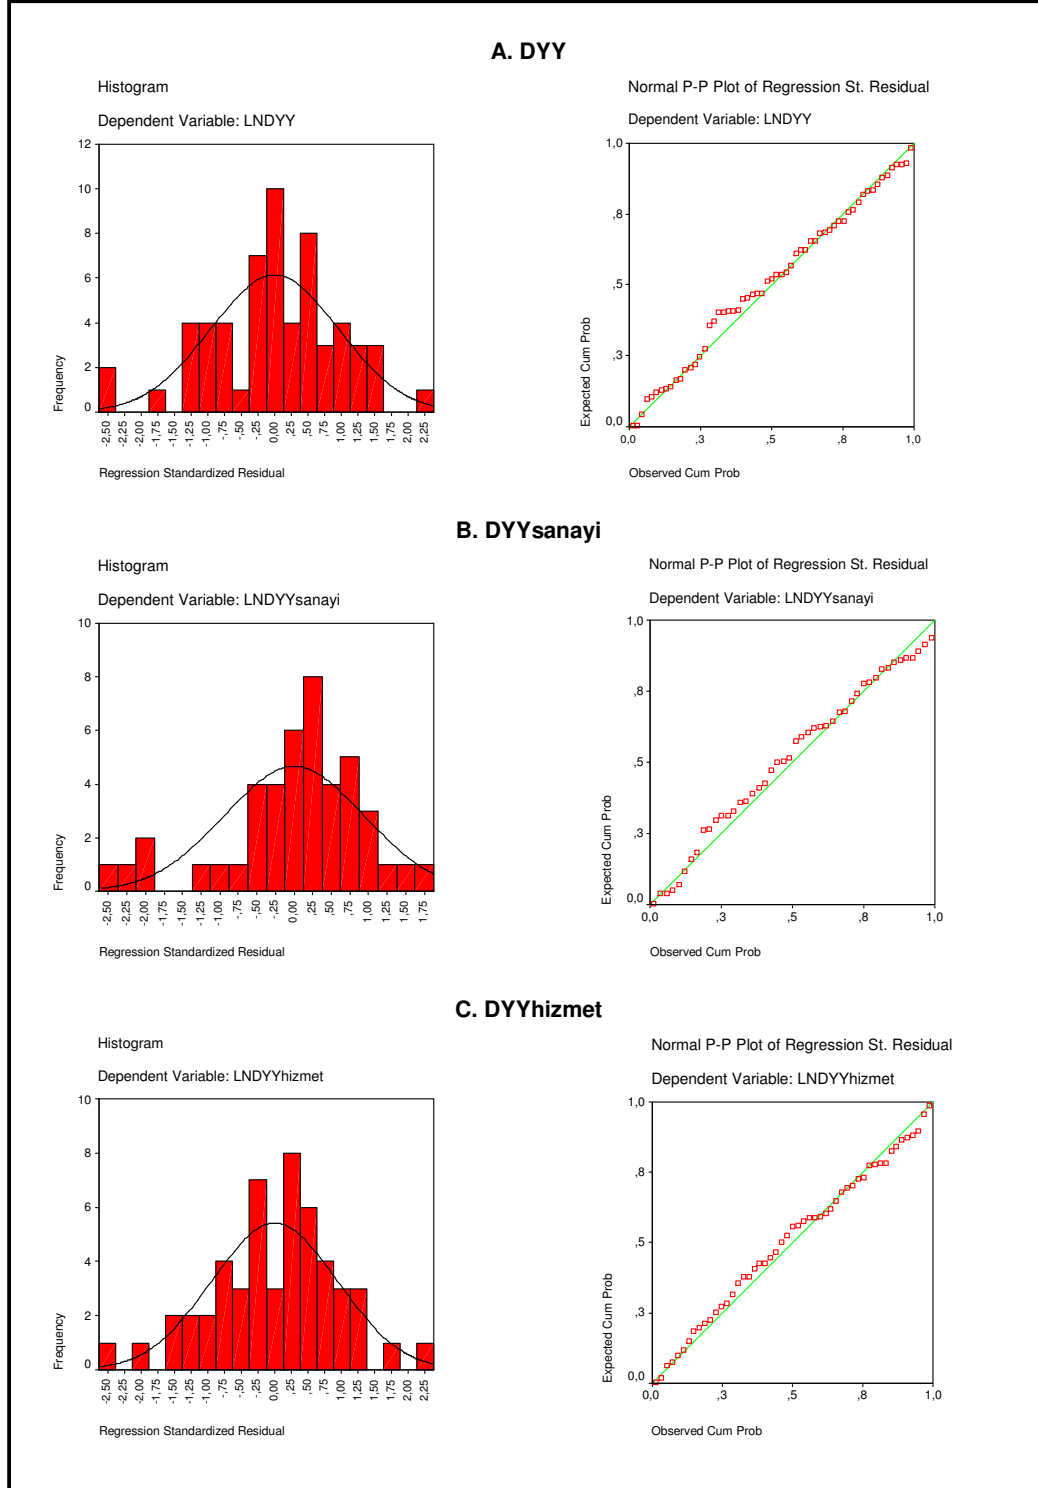 A. DYY
Histogram
Dependent Variable: LNDYY
12
10
8
6
4
2
0
Frequency
-2,50 -2,25 -2,00 -1,75 -1,50 -1,25 -1,00 -,75 -,50 -,25 0,00 ,25 ,50 ,75 1,00 1,25 1,50 1,75 2,00 2,25
Regression Standardized Residual
Normal P-P Plot of Regression St. Residual
Dependent Variable: LNDYY
1,0
,8
,5
,3
0,0
Expected Cum Prob
0,0 ,3 ,5 ,8 1,0
Observed Cum Prob
B. DYYsanayi
Histogram
Dependent Variable: LNDYYsanayi
10
8
6
4
2
0
Frequency
-2,50 -2,25 -2,00 -1,75 -1,50 -1,25 -1,00 -,75 -,50 -,25 0,00 ,25 ,50 ,75 1,00 1,25 1,50 1,75
Regression Standardized Residual
Normal P-P Plot of Regression St. Residual
Dependent Variable: LNDYYsanayi
1,0
,8
,5
,3
0,0
Expected Cum Prob
0,0 ,3 ,5 ,8 1,0
Observed Cum Prob
C. DYYhizmet
Histogram
Dependent Variable: LNDYYhizmet
10
8
6
4
2
0
Frequency
-2,50 -2,25 -2,00 -1,75 -1,50 -1,25 -1,00 -,75 -,50 -,25 0,00 ,25 ,50 ,75 1,00 1,25 1,50 1,75 2,00 2,25
Regression Standardized Residual
Normal P-P Plot of Regression St. Residual
Dependent Variable: LNDYYhizmet
1,0
,8
,5
,3
0,0
Expected Cum Prob
0,0 ,3 ,5 ,8 1,0
Observed Cum Prob